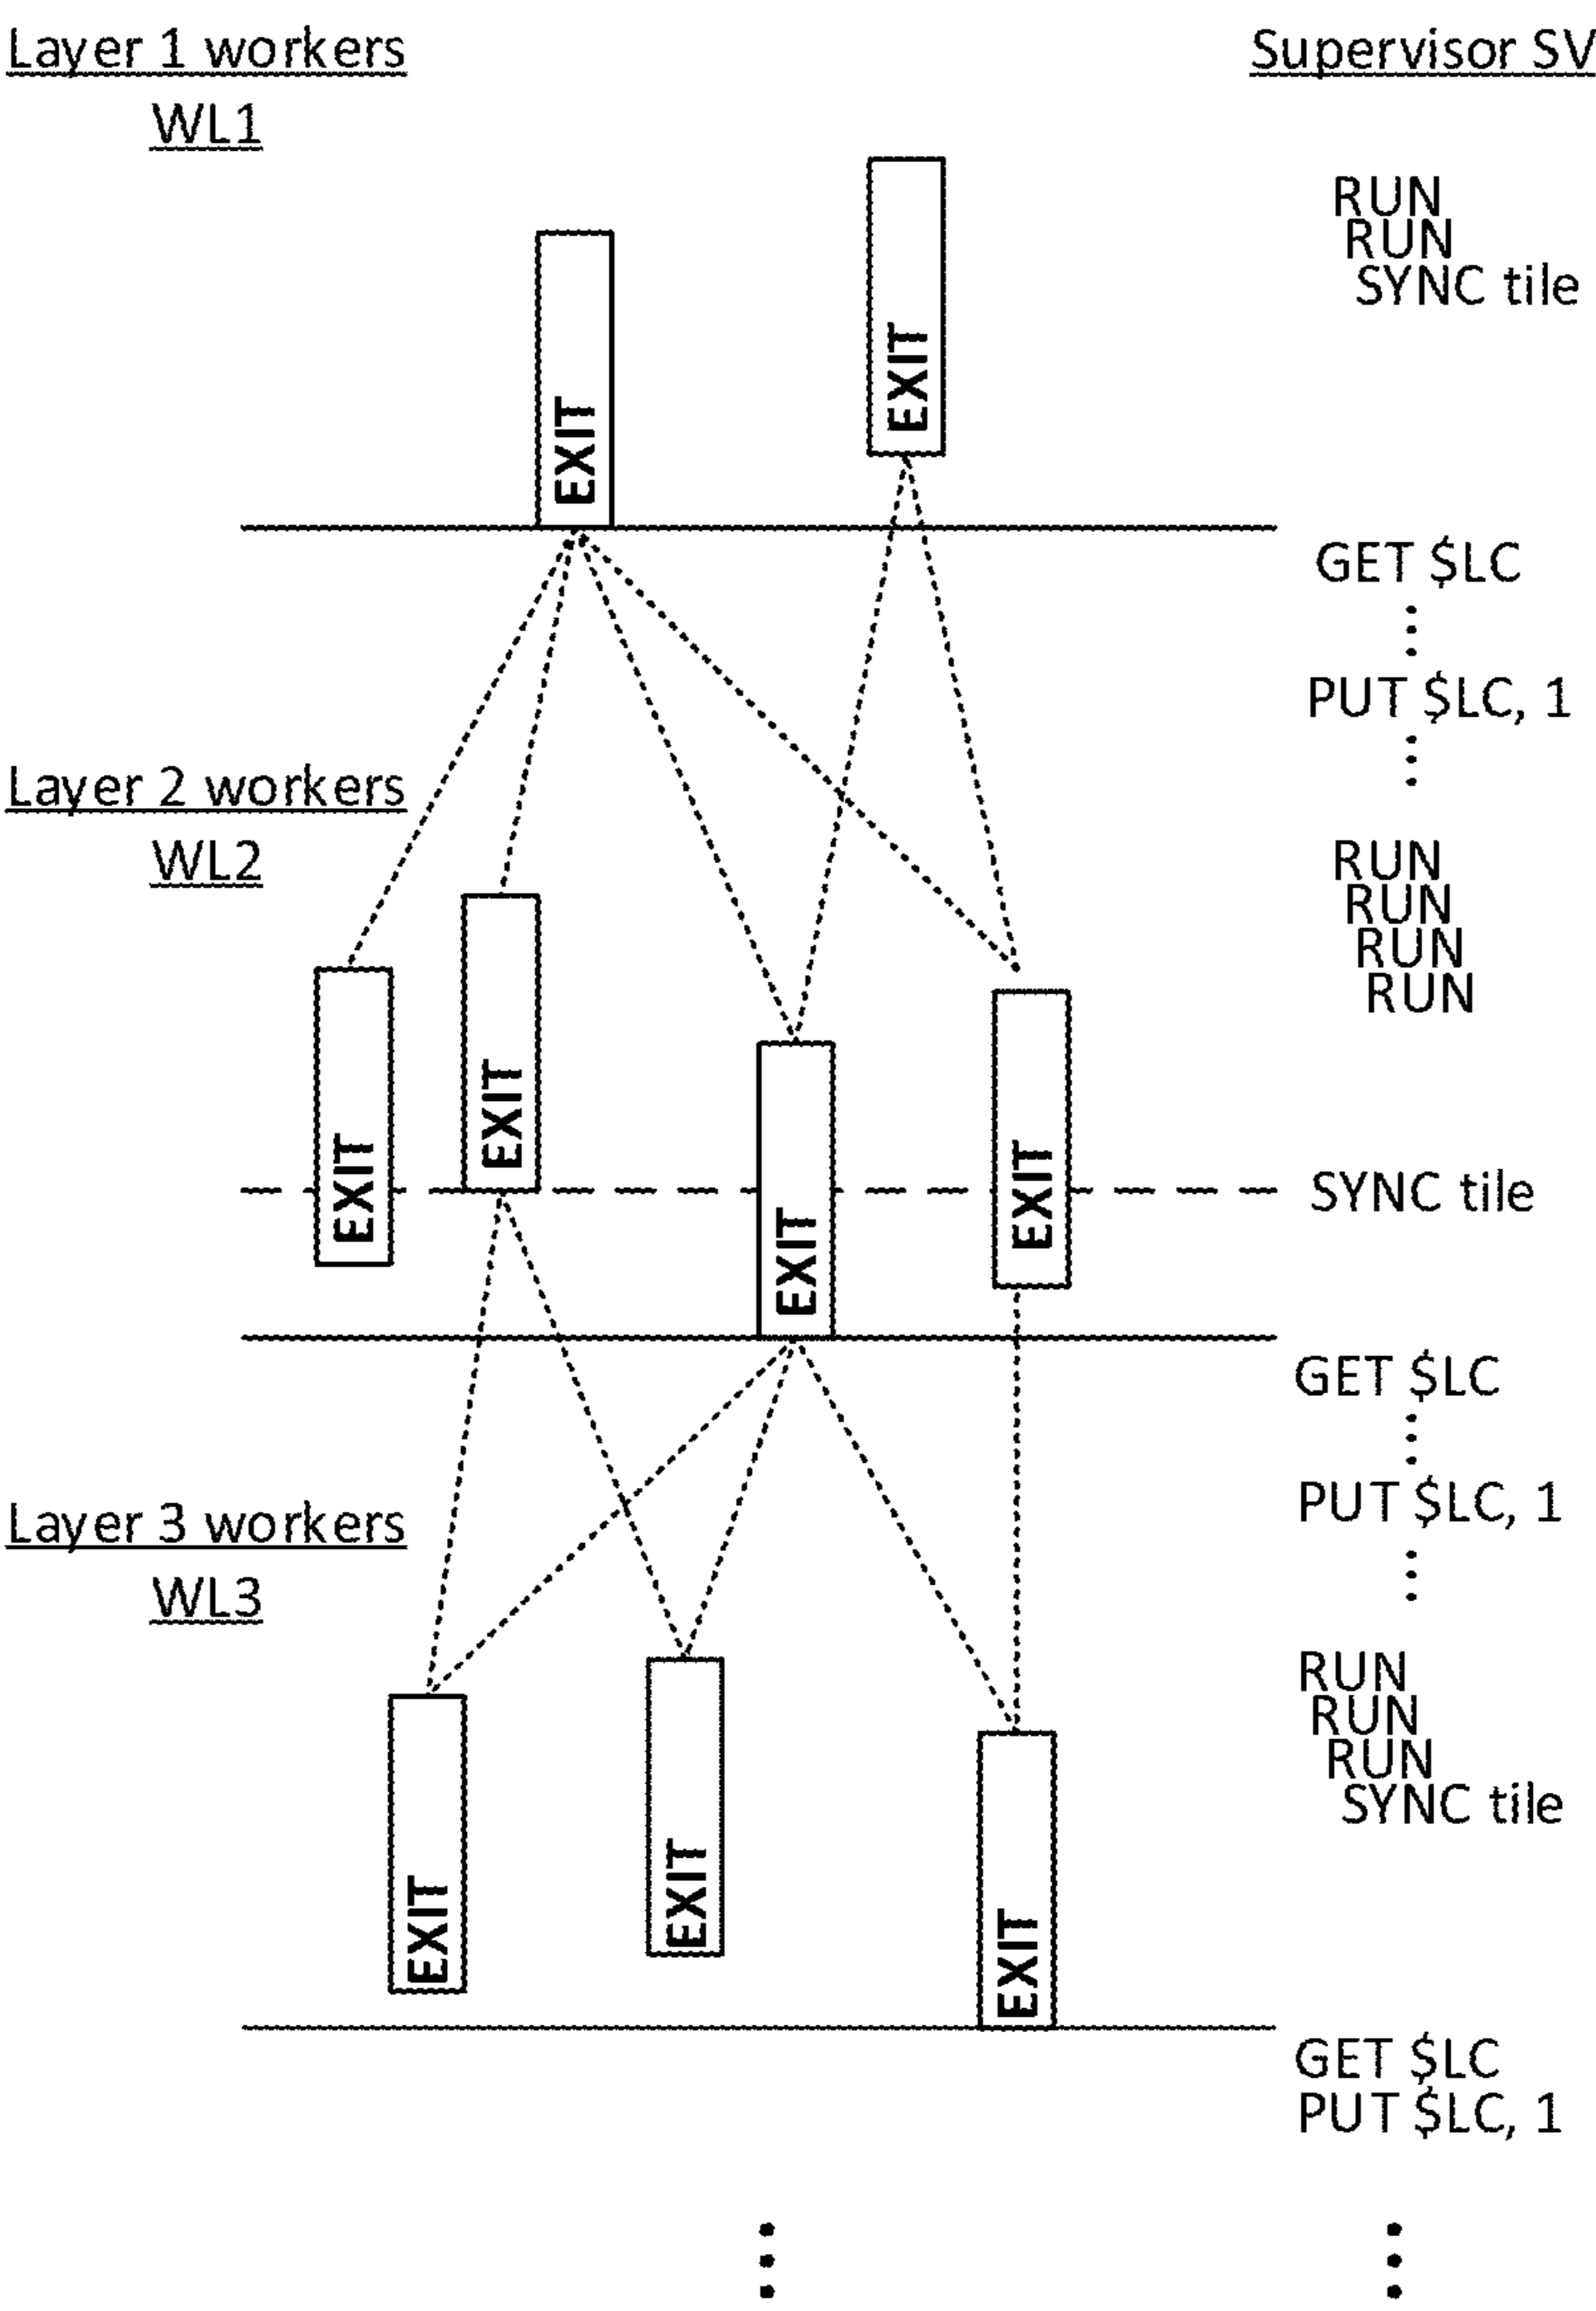 Layer 1 workers
WL1
Supervisor SV
RUN
RUN
SYNC tile
EXIT
EXIT
GET $LC
PUT $LC, 1
Layer 2 workers
WL2
RUN
RUN
RUN
RUN
EXIT
EXIT
EXIT
EXIT
SYNC tile
GET $LC
PUT $LC, 1
Layer 3 workers
WL3
RUN
RUN
RUN
SYNC tile
EXIT
EXIT
EXIT
GET $LC
PUT $LC, 1